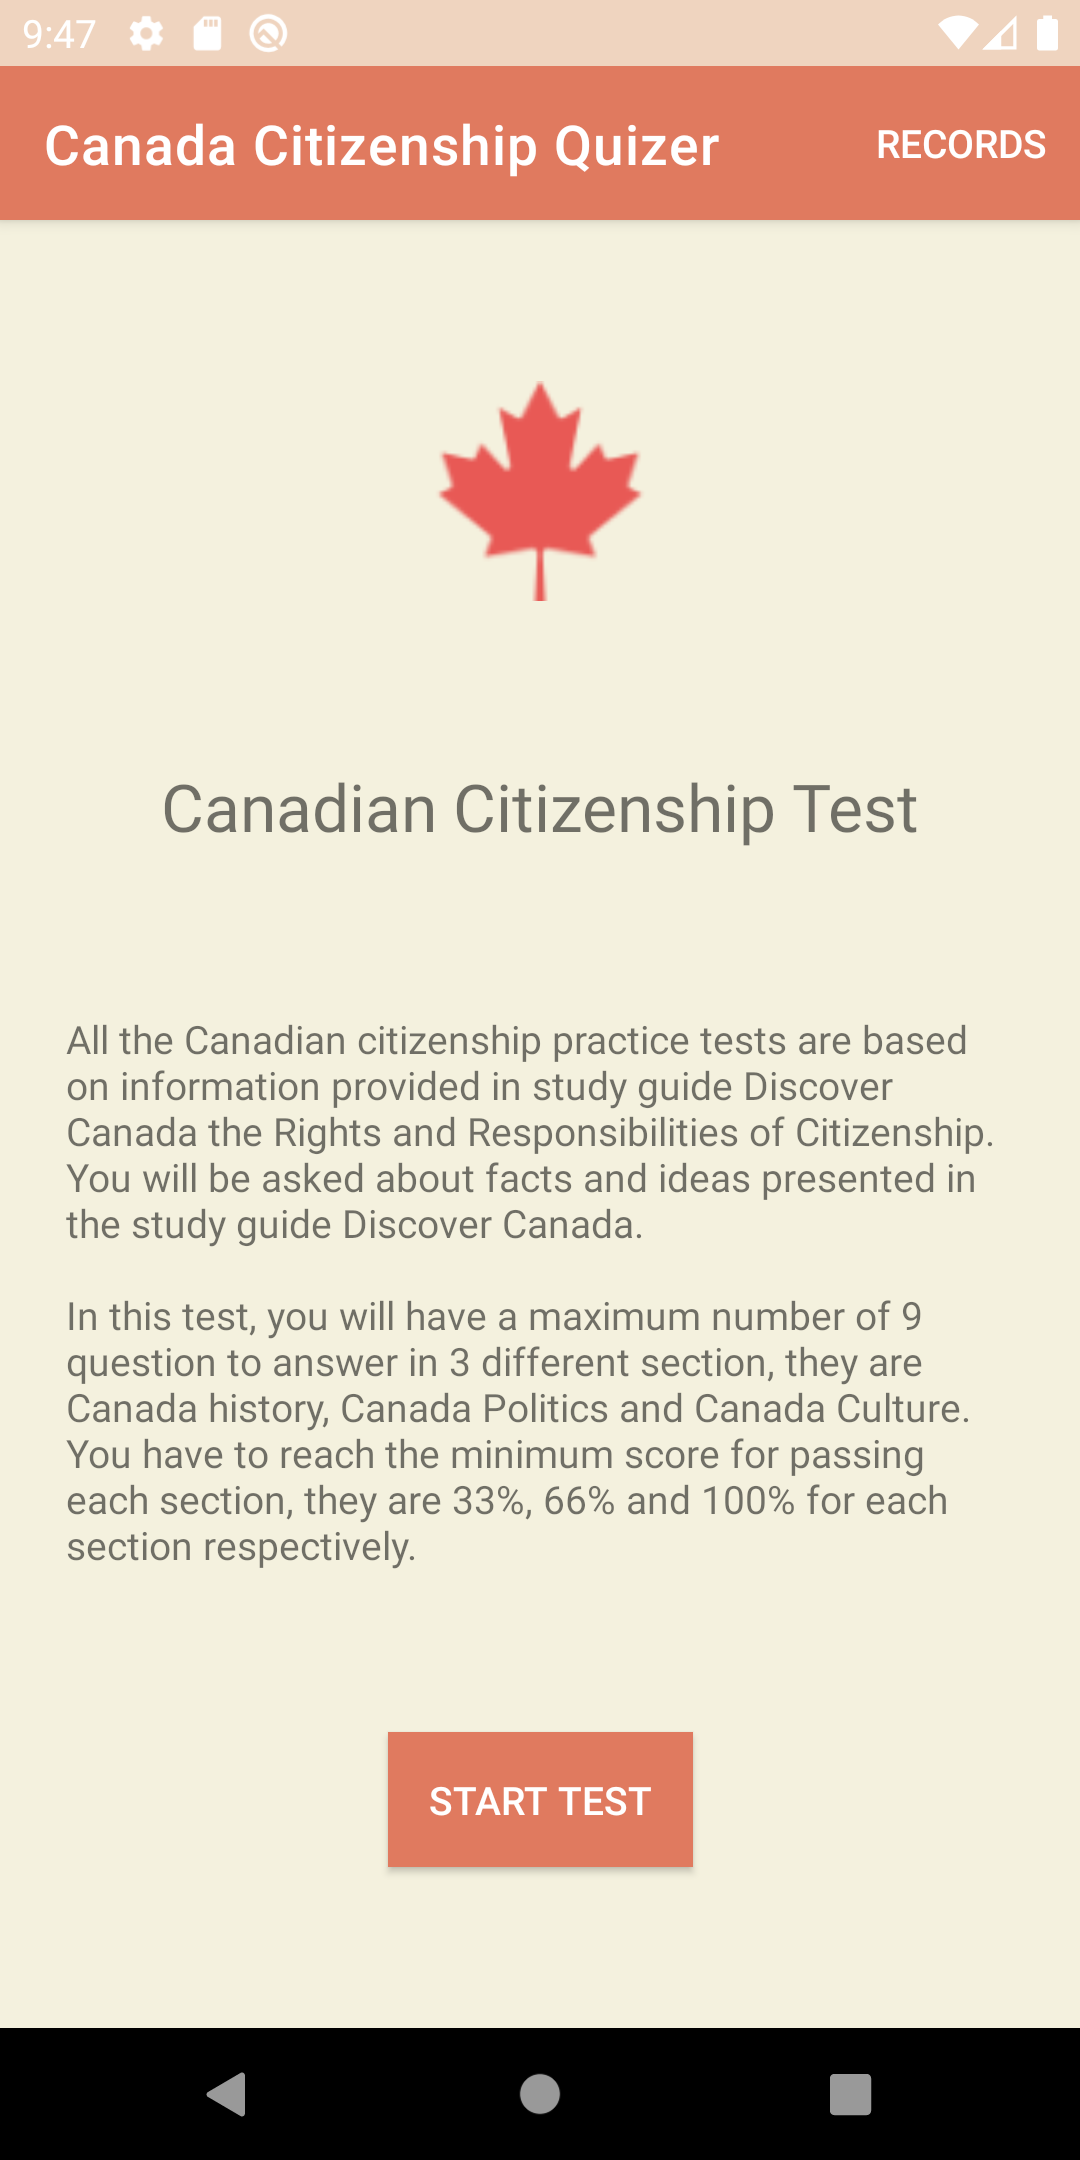 9:47
Canada Citizenship Quizer
RECORDS
Canadian Citizenship Test
All the Canadian citizenship practice tests are based
on information provided in study guide Discover
Canada the Rights and Responsibilities of Citizenship.
You will be asked about facts and ideas presented in
the study guide Discover Canada.
In this test, you will have a maximum number of 9
question to answer in 3 different section, they are
Canada history, Canada Politics and Canada Culture.
You have to reach the minimum score for passing
each section, they are 33%, 66% and 100% for each
section respectively.
START TEST